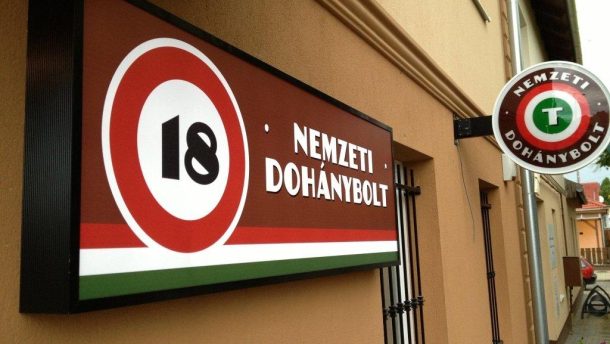 18
NEMZETI
DOHÁNYBOLT
NEMZETI
T
DOHÁNYBOLT